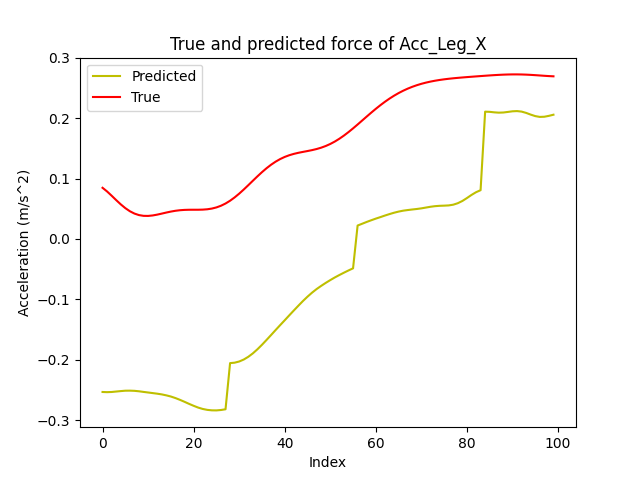 True and predicted force of Acc_Leg_X
Predicted
True
0.3
0.2
0.1
0.0
−0.1
−0.2
−0.3
Acceleration (m/s^2)
0 20 40 60 80 100
Index